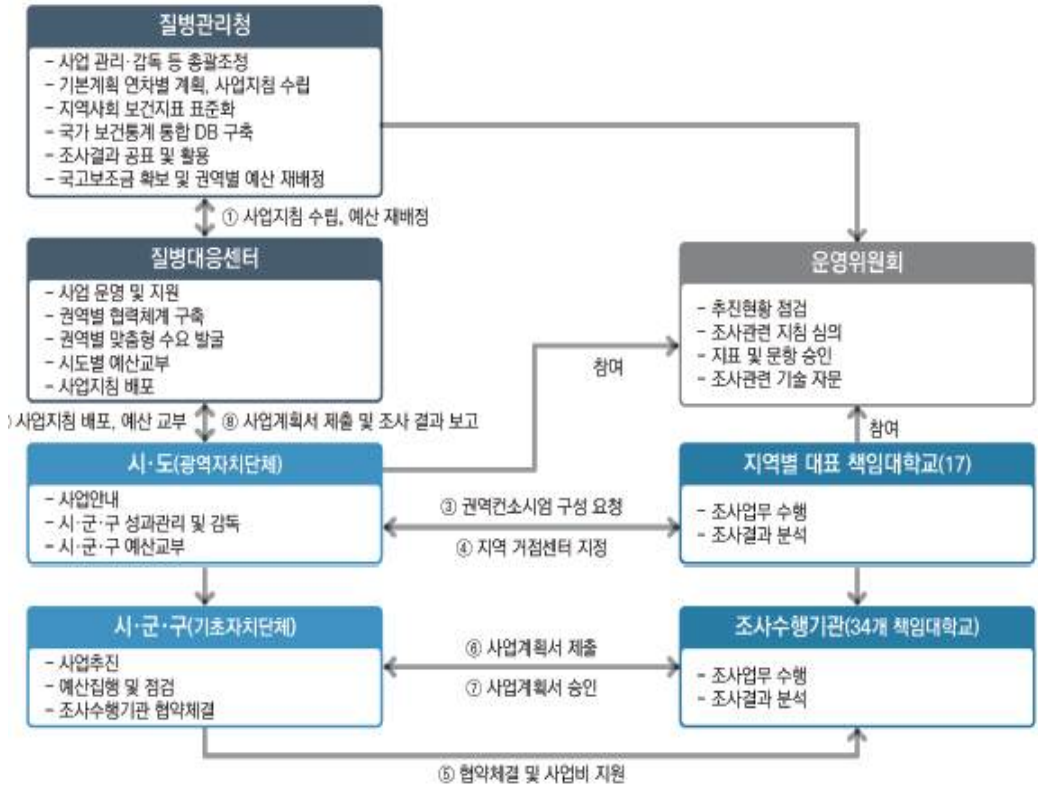 질병관리청
- 사업 관리·감독 등 총괄조정
- 기본계획 연차별 계획, 사업지침 수립
- 지역사회 보건지표 표준화
- 국가 보건통계 통합 DB 구축
- 조사결과 공표 및 활용
- 국고보조금 확보 및 권역별 예산 재배정
① 사업지침 수립, 예산 재배정
질병대응센터
- 사업 운영 및 지원
- 권역별 협력체계 구축
- 권역별 맞춤형 수요 발굴
- 시도별 예산교부
- 사업지침 배포
운영위원회
- 추진현황 점검
- 조사관련 지침 심의
- 지표 및 문항 승인
- 조사관련 기술 자문
참여
사업지침 배포, 예산 교부
⑧ 사업계획서 제출 및 조사 결과 보고
참여
시·도(광역자치단체)
- 사업안내
- 시·군·구 성과관리 및 감독
- 시·군·구 예산교부
③ 권역컨소시엄 구성 요청
④ 지역 거점센터 지정
지역별 대표 책임대학교(17)
- 조사업무 수행
- 조사결과 분석
시·군·구(기초자치단체)
- 사업추진
- 예산집행 및 점검
- 조사수행기관 협약체결
⑥ 사업계획서 제출
⑦ 사업계획서 승인
조사수행기관(34개 책임대학교)
- 조사업무 수행
- 조사결과 분석
⑤ 협약체결 및 사업비 지원